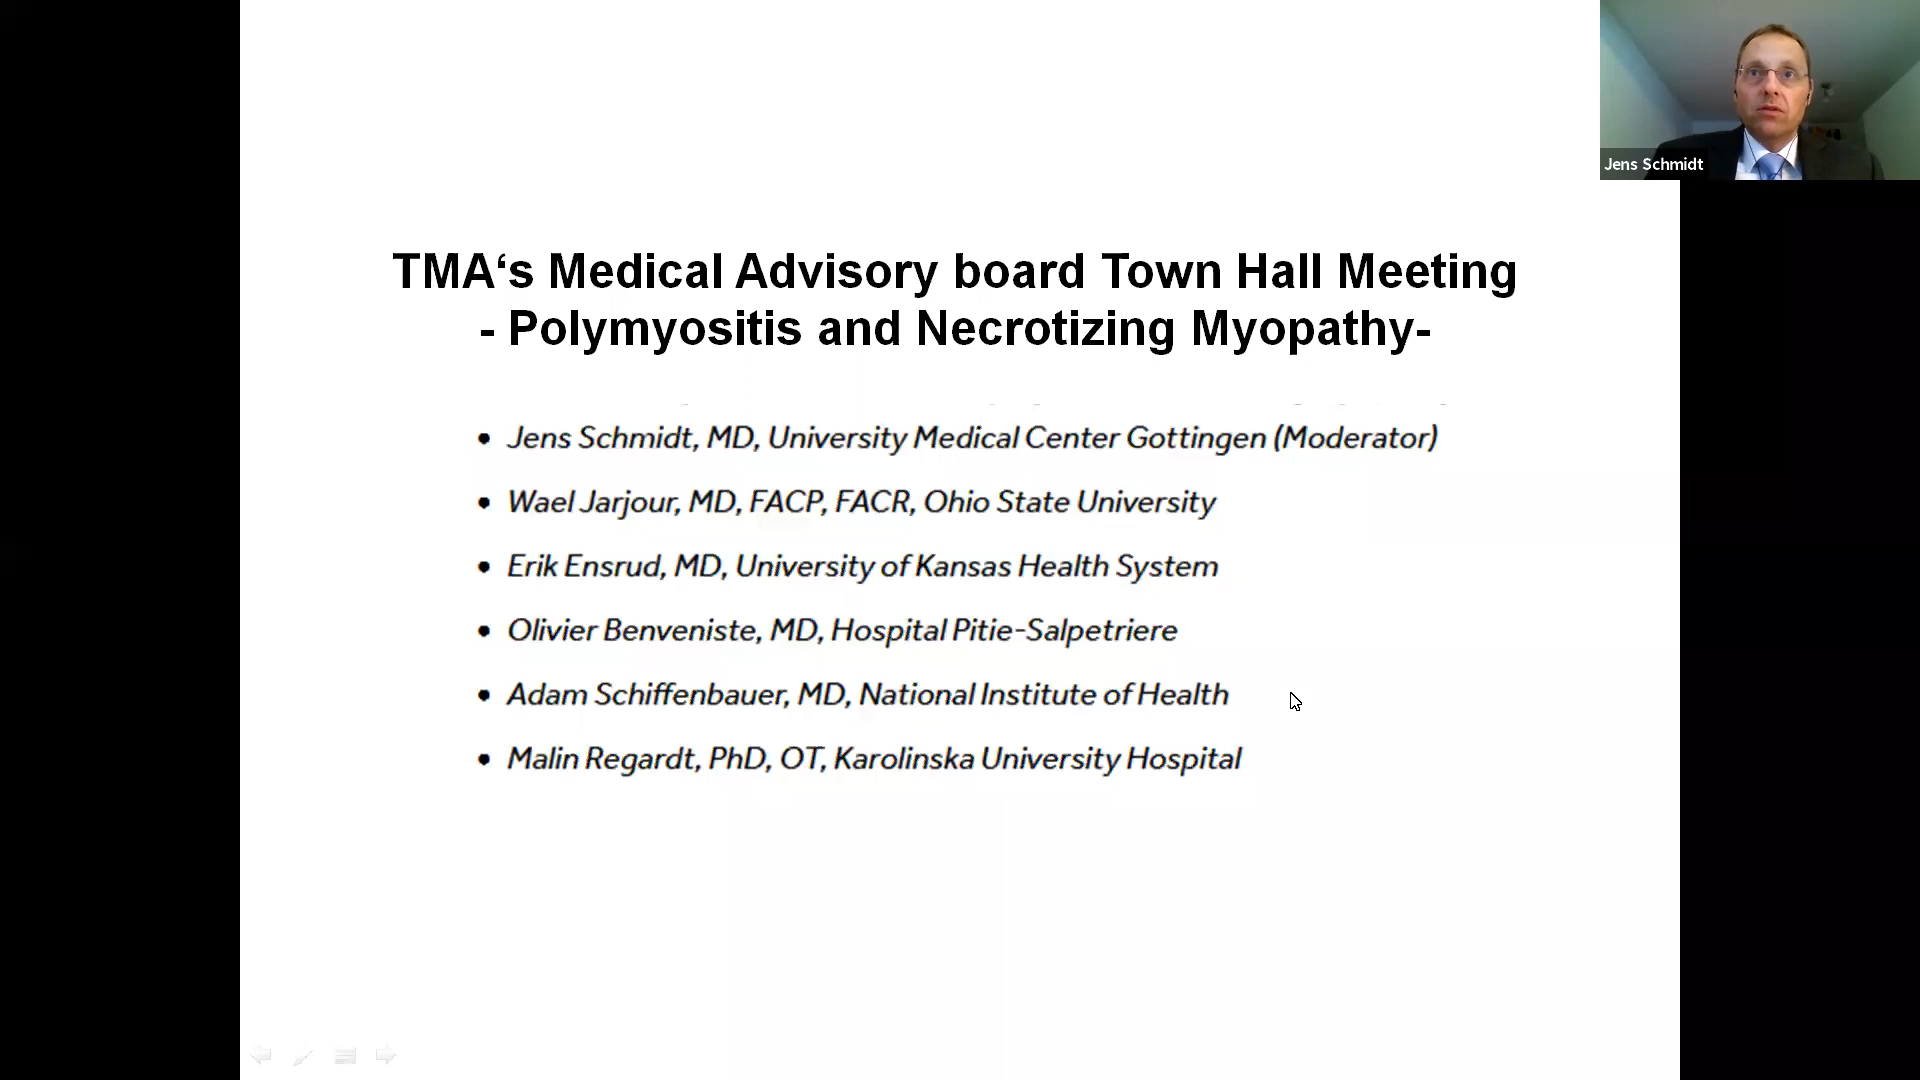 Jens Schmidt
TMA‘s Medical Advisory board Town Hall Meeting
- Polymyositis and Necrotizing Myopathy-
• Jens Schmidt, MD, University Medical Center Gottingen (Moderator)
• Wael Jarjour, MD, FACP, FACR, Ohio State University
• Erik Ensrud, MD, University of Kansas Health System
• Olivier Benveniste, MD, Hospital Pitie-Salpetriere
• Adam Schiffenbauer, MD, National Institute of Health
• Malin Regardt, PhD, OT, Karolinska University Hospital